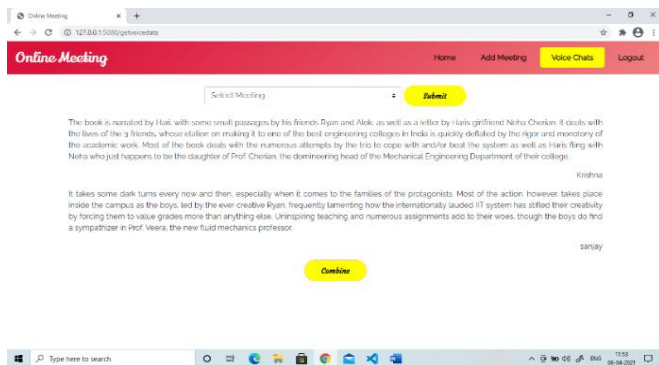 Online Meeting
127.0.0.1:5000/getvoicedata
Online Meeting
Home Add Meeting Voice Chats Logout
Select Meeting Submit
The book is narrated by Hari, with some small passages by his friends Ryan and Alok, as well as a letter by Haris girlfriend Neha Cherian. It deals with
the lives of the 3 friends, whose elation on making it to one of the best engineering colleges in India is quickly deflated by the rigor and monotony of
the academic work. Most of the book deals with the numerous attempts by the trio to cope with and/or beat the system as well as Haris fling with
Neha who just happens to be the daughter of Prof. Cherian, the domineering head of the Mechanical Engineering Department of their college.
Krishna
It takes some dark turns every now and then, especially when it comes to the families of the protagonists. Most of the action, however, takes place
inside the campus as the boys, led by the ever creative Ryan, frequently lamenting how the internationally lauded IIT system has stifled their creativity
by forcing them to value grades more than anything else. Uninspiring teaching and numerous assignments add to their woes, though the boys do find
a sympathizer in Prof. Veera, the new fluid mechanics professor.
sanjay
Combine
Type here to search
ENG 11:53
06-04-2021